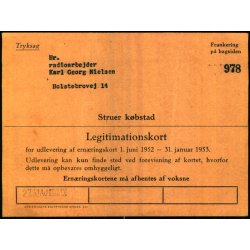 Tryksag
Frankering
på bagsiden
978
Hr.
radioarbejder
Karl Georg Nielsen
Holstebrovej 14
Struer købstad
Legitimationskort
for udlevering af ernæringskort 1. juni 1952 — 31. januar 1953.
Udlevering kan kun finde sted ved forevisning af kortet, hvorfor
dette må opbevares omhyggeligt.
Ernæringskortene må afhentes af voksne